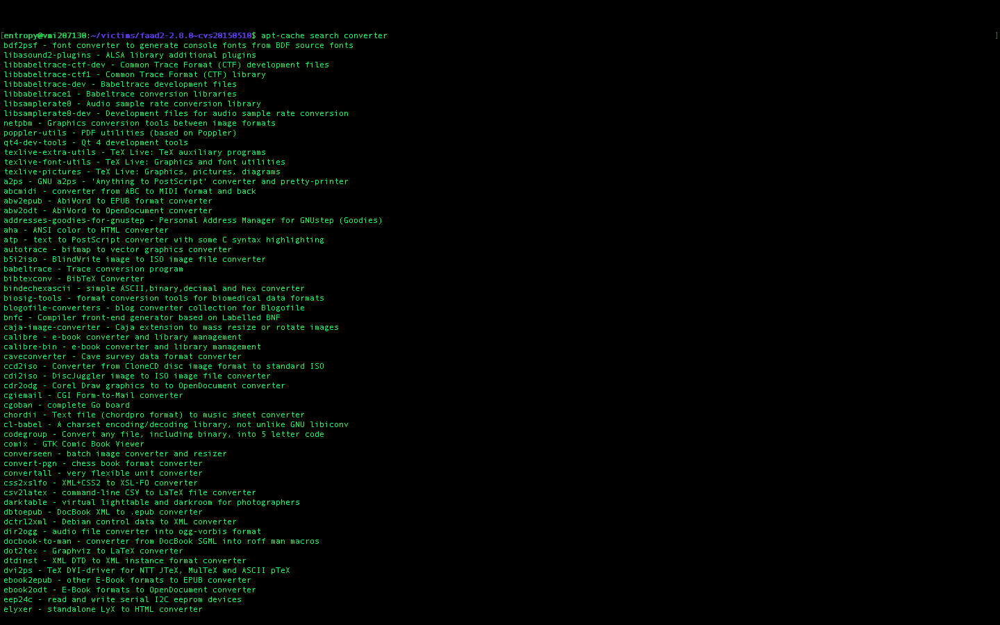 [entropy@vmi207130:~/victims/faad2-2.8.0~cvs20150510$ apt-cache search converter ]
bdf2psf - font converter to generate console fonts from BDF source fonts
libasound2-plugins - ALSA library additional plugins
libbabeltrace-ctf-dev - Common Trace Format (CTF) development files
libbabeltrace-ctf1 - Common Trace Format (CTF) library
libbabeltrace-dev - Babeltrace development files
libbabeltrace1 - Babeltrace conversion libraries
libsamplerate0 - Audio sample rate conversion library
libsamplerate0-dev - Development files for audio sample rate conversion
netpbm - Graphics conversion tools between image formats
poppler-utils - PDF utilities (based on Poppler)
qt4-dev-tools - Qt 4 development tools
texlive-extra-utils - TeX Live: TeX auxiliary programs
texlive-font-utils - TeX Live: Graphics and font utilities
texlive-pictures - TeX Live: Graphics, pictures, diagrams
a2ps - GNU a2ps - 'Anything to PostScript' converter and pretty-printer
abcmidi - converter from ABC to MIDI format and back
abw2epub - AbiWord to EPUB format converter
abw2odt - AbiWord to OpenDocument converter
addresses-goodies-for-gnustep - Personal Address Manager for GNUstep (Goodies)
aha - ANSI color to HTML converter
atp - text to PostScript converter with some C syntax highlighting
autotrace - bitmap to vector graphics converter
b5i2iso - BlindWrite image to ISO image file converter
babeltrace - Trace conversion program
bibtexconv - BibTeX Converter
bindechexascii - simple ASCII,binary,decimal and hex converter
biosig-tools - format conversion tools for biomedical data formats
blogofile-converters - blog converter collection for Blogofile
bnfc - Compiler front-end generator based on Labelled BNF
caja-image-converter - Caja extension to mass resize or rotate images
calibre - e-book converter and library management
calibre-bin - e-book converter and library management
caveconverter - Cave survey data format converter
ccd2iso - Converter from CloneCD disc image format to standard ISO
cdi2iso - DiscJuggler image to ISO image file converter
cdr2odg - Corel Draw graphics to to OpenDocument converter
cgiemail - CGI Form-to-Mail converter
cgoban - complete Go board
chordii - Text file (chordpro format) to music sheet converter
cl-babel - A charset encoding/decoding library, not unlike GNU libiconv
codegroup - Convert any file, including binary, into 5 letter code
comix - GTK Comic Book Viewer
converseen - batch image converter and resizer
convert-pgn - chess book format converter
convertall - very flexible unit converter
css2xslfo - XML+CSS2 to XSL-FO converter
csv2latex - command-line CSV to LaTeX file converter
darktable - virtual lighttable and darkroom for photographers
dbtoepub - DocBook XML to .epub converter
dctrl2xml - Debian control data to XML converter
dir2ogg - audio file converter into ogg-vorbis format
docbook-to-man - converter from DocBook SGML into roff man macros
dot2tex - Graphviz to LaTeX converter
dtdinst - XML DTD to XML instance format converter
dvi2ps - TeX DVI-driver for NTT JTeX, MulTeX and ASCII pTeX
ebook2epub - other E-Book formats to EPUB converter
ebook2odt - E-Book formats to OpenDocument converter
eep24c - read and write serial I2C eeprom devices
elyxer - standalone LyX to HTML converter